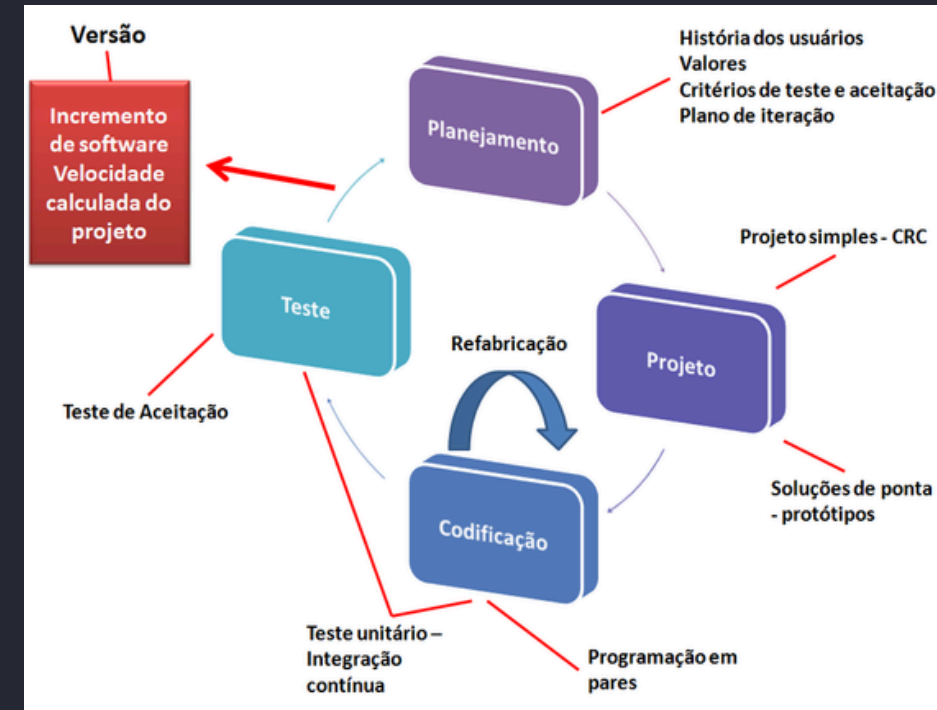 Versão
Incremento
de software
Velocidade
calculada do
projeto
Planejamento
História dos usuários
Valores
Critérios de teste e aceitação
Plano de iteração
Projeto simples - CRC
Projeto
Soluções de ponta
- protótipos
Refabricação
Codificação
Teste unitário –
Integração
contínua
Programação em
pares
Teste
Teste de Aceitação